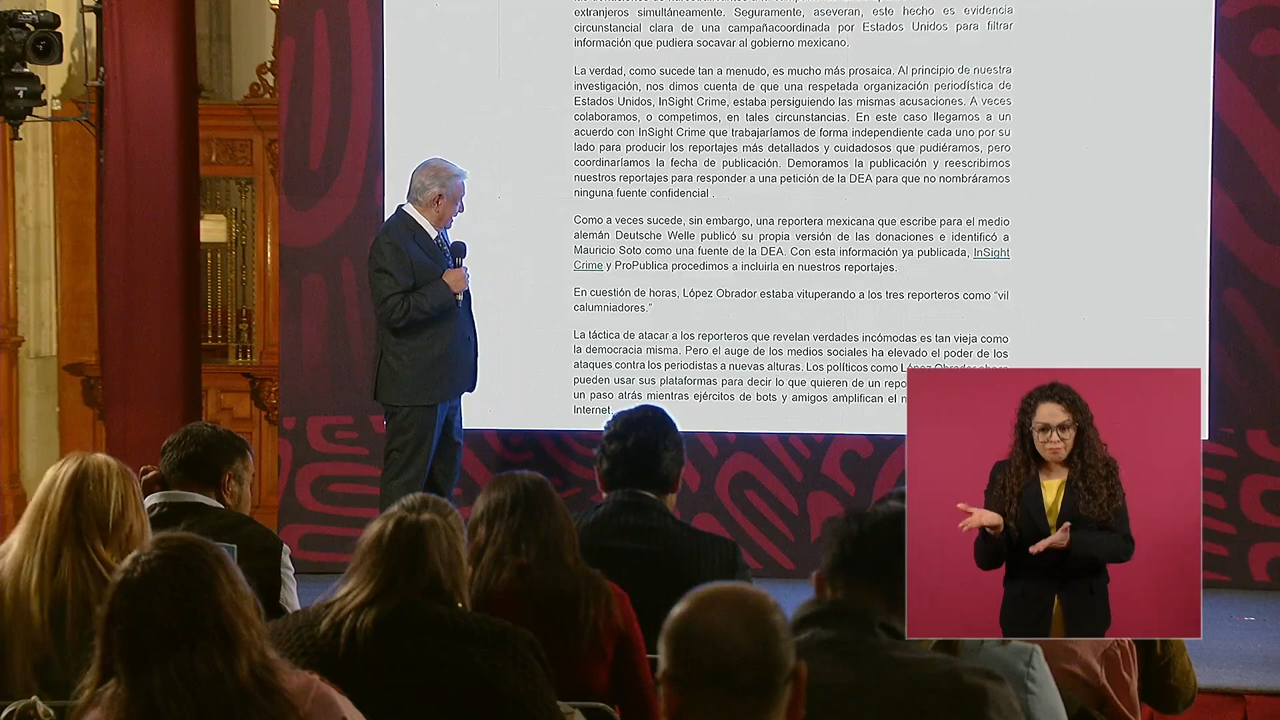 extranjeros simultáneamente. Seguramente, aseveran, este hecho es evidencia
circunstancial clara de una campañacoordinada por Estados Unidos para filtrar
información que pudiera socavar al gobierno mexicano.
La verdad, como sucede tan a menudo, es mucho más prosaica. Al principio de nuestra
investigación, nos dimos cuenta de que una respetada organización periodística de
Estados Unidos, InSight Crime, estaba persiguiendo las mismas acusaciones. A veces
colaboramos, o competimos, en tales circunstancias. En este caso llegamos a un
acuerdo con InSight Crime que trabajaríamos de forma independiente cada uno por su
lado para producir los reportajes más detallados y cuidadosos que pudiéramos, pero
coordinaríamos la fecha de publicación. Demoramos la publicación y reescribimos
nuestros reportajes para responder a una petición de la DEA para que no nombráramos
ninguna fuente confidencial .
Como a veces sucede, sin embargo, una reportera mexicana que escribe para el medio
alemán Deutsche Welle publicó su propia versión de las donaciones e identificó a
Mauricio Soto como una fuente de la DEA. Con esta información ya publicada, InSight
Crime y ProPublica procedimos a incluirla en nuestros reportajes.
En cuestión de horas, López Obrador estaba vituperando a los tres reporteros como “vil
calumniadores.”
La táctica de atacar a los reporteros que revelan verdades incómodas es tan vieja como
la democracia misma. Pero el auge de los medios sociales ha elevado el poder de los
ataques contra los periodistas a nuevas alturas. Los políticos como López Obrador
pueden usar sus plataformas para decir lo que quieren de un
un paso atrás mientras ejércitos de bots y amigos amplifican el
Internet.